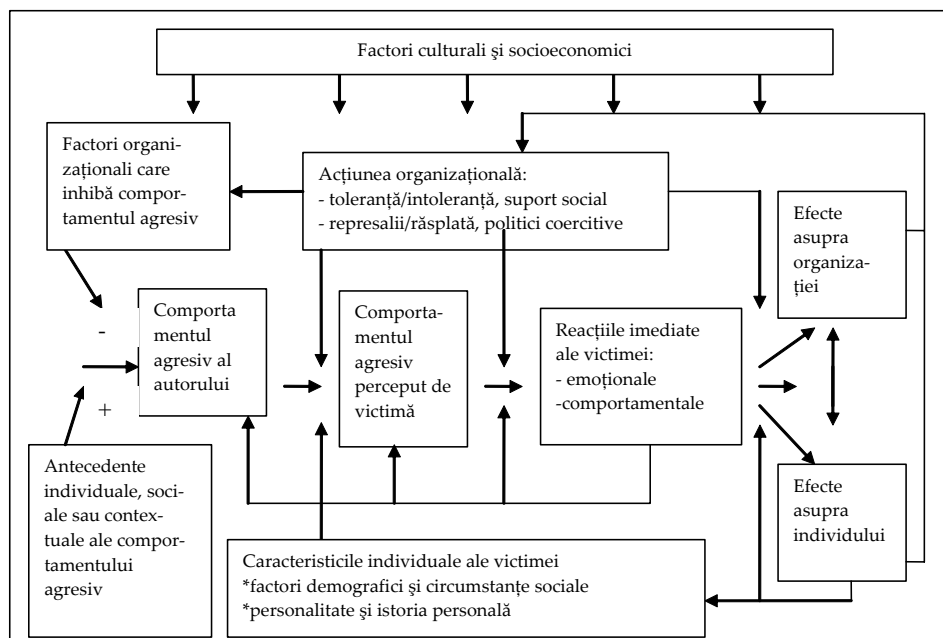 Factori culturali şi socioeconomici
Factori organi-
zaţionali care
inhibă compor-
tamentul agresiv
Acţiunea organizaţională:
- toleranţă/intoleranţă, suport social
- represalii/răsplată, politici coercitive
Efecte
asupra
organiza-
ţiei
-
Comporta
mentul
agresiv al
autorului
Comporta-
mentul
agresiv
perceput de
victimă
Reacţiile imediate
ale victimei:
- emoţionale
-comportamentale
+
Antecedente
individuale, soci-
ale sau contex-
tuale ale compor-
tamentului
agresiv
Efecte
asupra
individului
Caracteristicile individuale ale victimei
*factori demografici şi circumstanţe sociale
*personalitate şi istoria personală